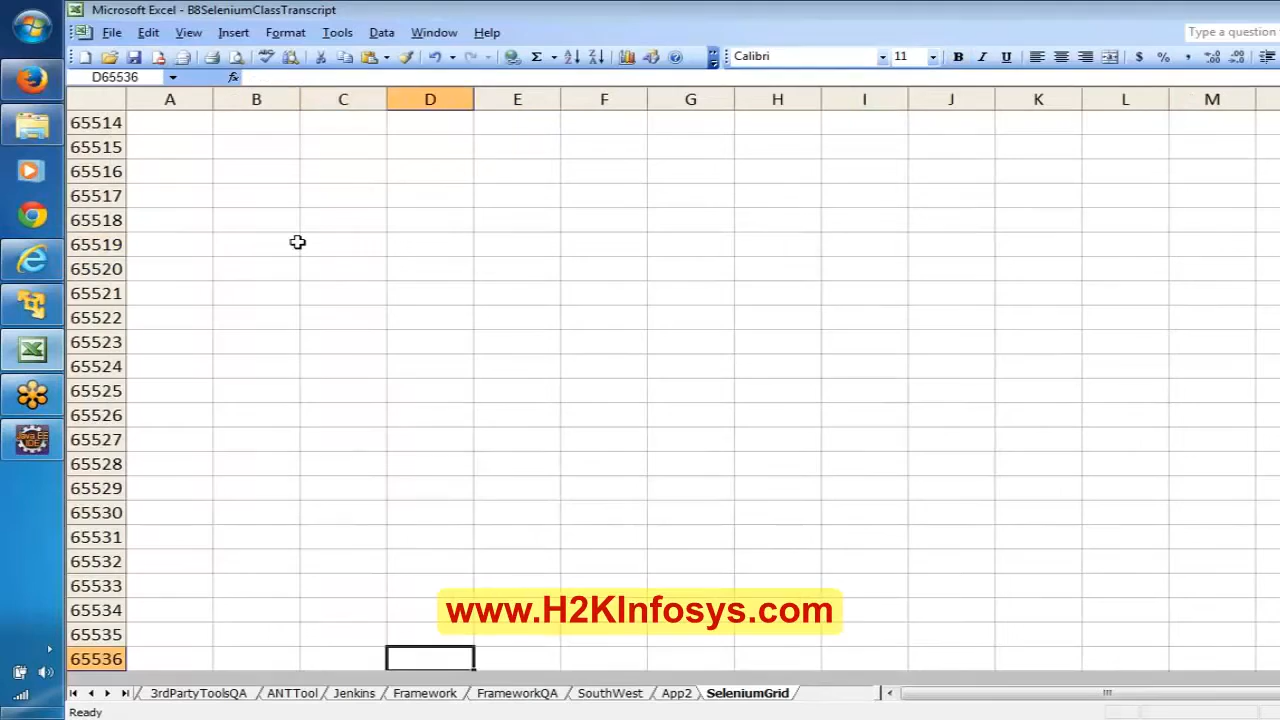 Microsoft Excel - B8SeleniumClassTranscript
File Edit View Insert Format Tools Data Window Help
Type a question
Calibri 11 B I U $ % ,
D65536 fx
A B C D E F G H I J K L M
65514
65515
65516
65517
65518
65519
65520
65521
65522
65523
65524
65525
65526
65527
65528
65529
65530
65531
65532
65533
65534
www.H2KInfosys.com
65535
65536
3rdPartyToolsQA ANTTool Jenkins Framework FrameworkQA SouthWest App2 SeleniumGrid
Ready